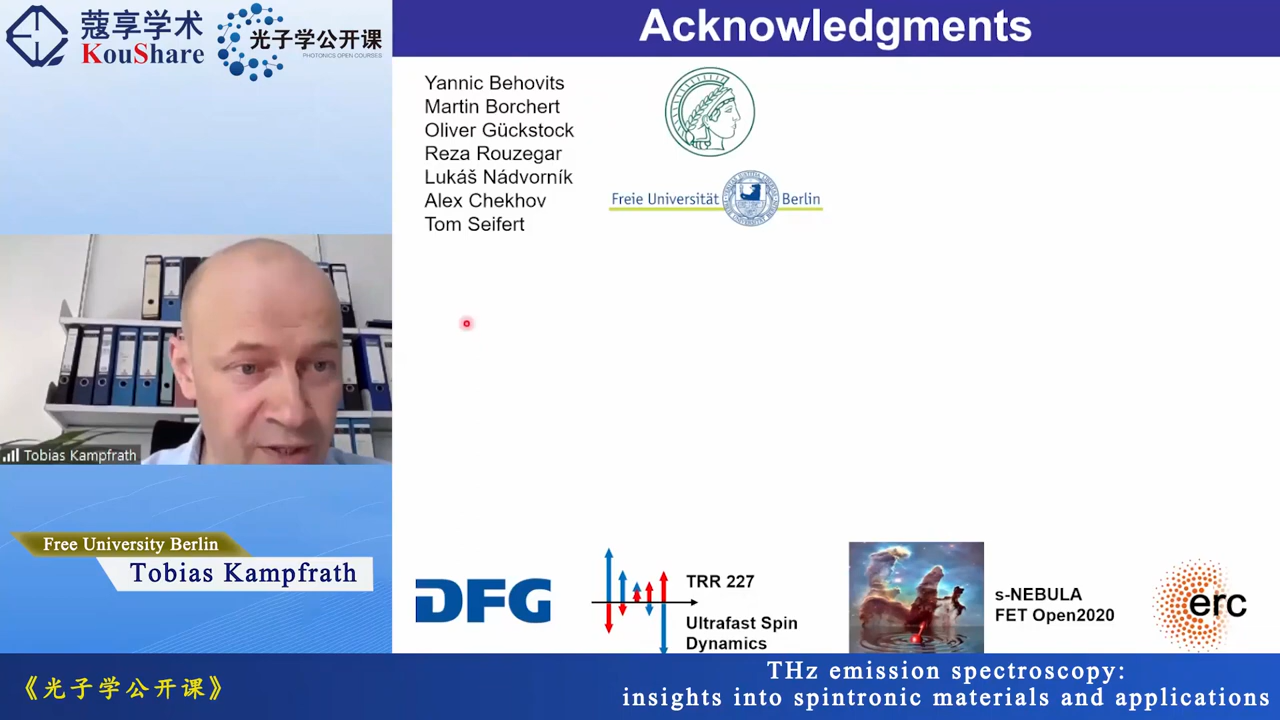 蔻享学术
KouShare
光子学公开课
PHOTONICS OPEN COURSES
Acknowledgments
Yannic Behovits
Martin Borchert
Oliver Gückstock
Reza Rouzegar
Lukáš Nádvorník
Alex Chekhov
Tom Seifert
Freie Universität Berlin
Tobias Kampfrath
Free University Berlin
Tobias Kampfrath
DFG
TRR 227
Ultrafast Spin
Dynamics
s-NEBULA
FET Open2020
erc
《光子学公开课》
THz emission spectroscopy:
insights into spintronic materials and applications